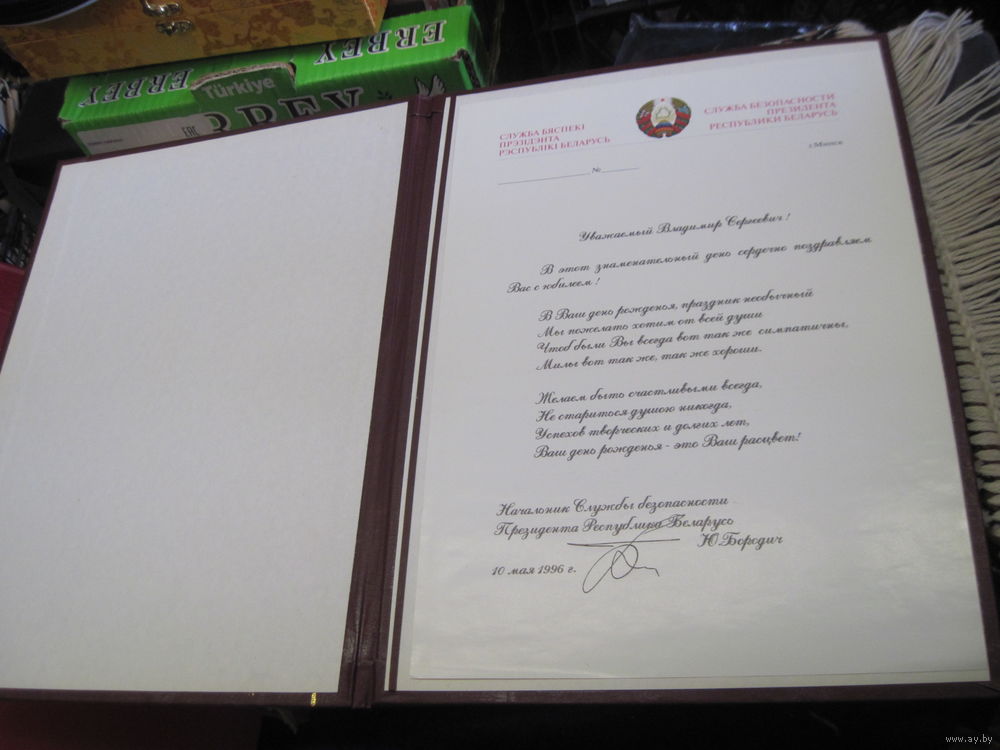 ERBEY
ERBEY
Türkiye
СЛУЖБА БЯСПЕКІ
ПРЭЗІДЭНТА
РЭСПУБЛІКІ БЕЛАРУСЬ
СЛУЖБА БЕЗОПАСНОСТИ
ПРЕЗИДЕНТА
РЕСПУБЛИКИ БЕЛАРУСЬ
№
г.Минск
Уважаемый Владимир Сергеевич!
В этот знаменательный день сердечно поздравляем
Вас с юбилеем!
В Ваш день рожденья, праздник необычный
Мы пожелать хотим от всей души
Чтоб были Вы всегда вот так же симпатичны,
Милы вот так же, так же хороши.
Желаем быть счастливыми всегда,
Не стариться душою никогда,
Успехов творческих и долгих лет,
Ваш день рожденья - это Ваш расцвет!
Начальник Службы безопасности
Президента Республики Беларусь
Ю.Бородич
10 мая 1996 г.
www.ay.by